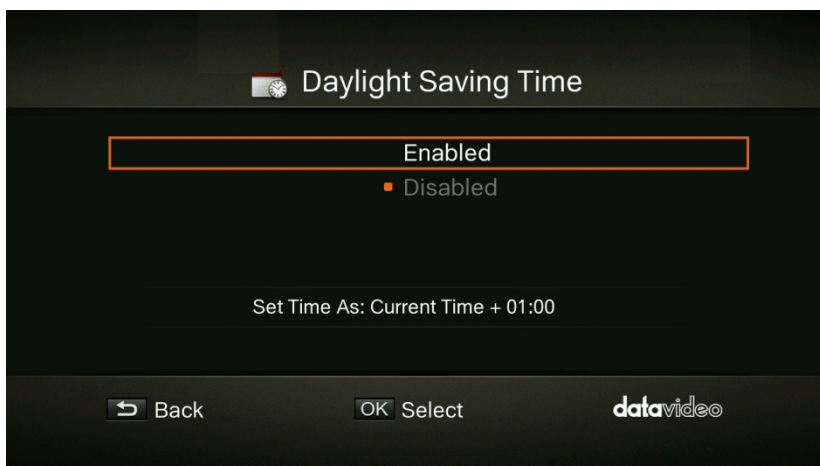 Daylight Saving Time
Enabled
Disabled
Set Time As: Current Time + 01:00
Back
OK Select
datavideo